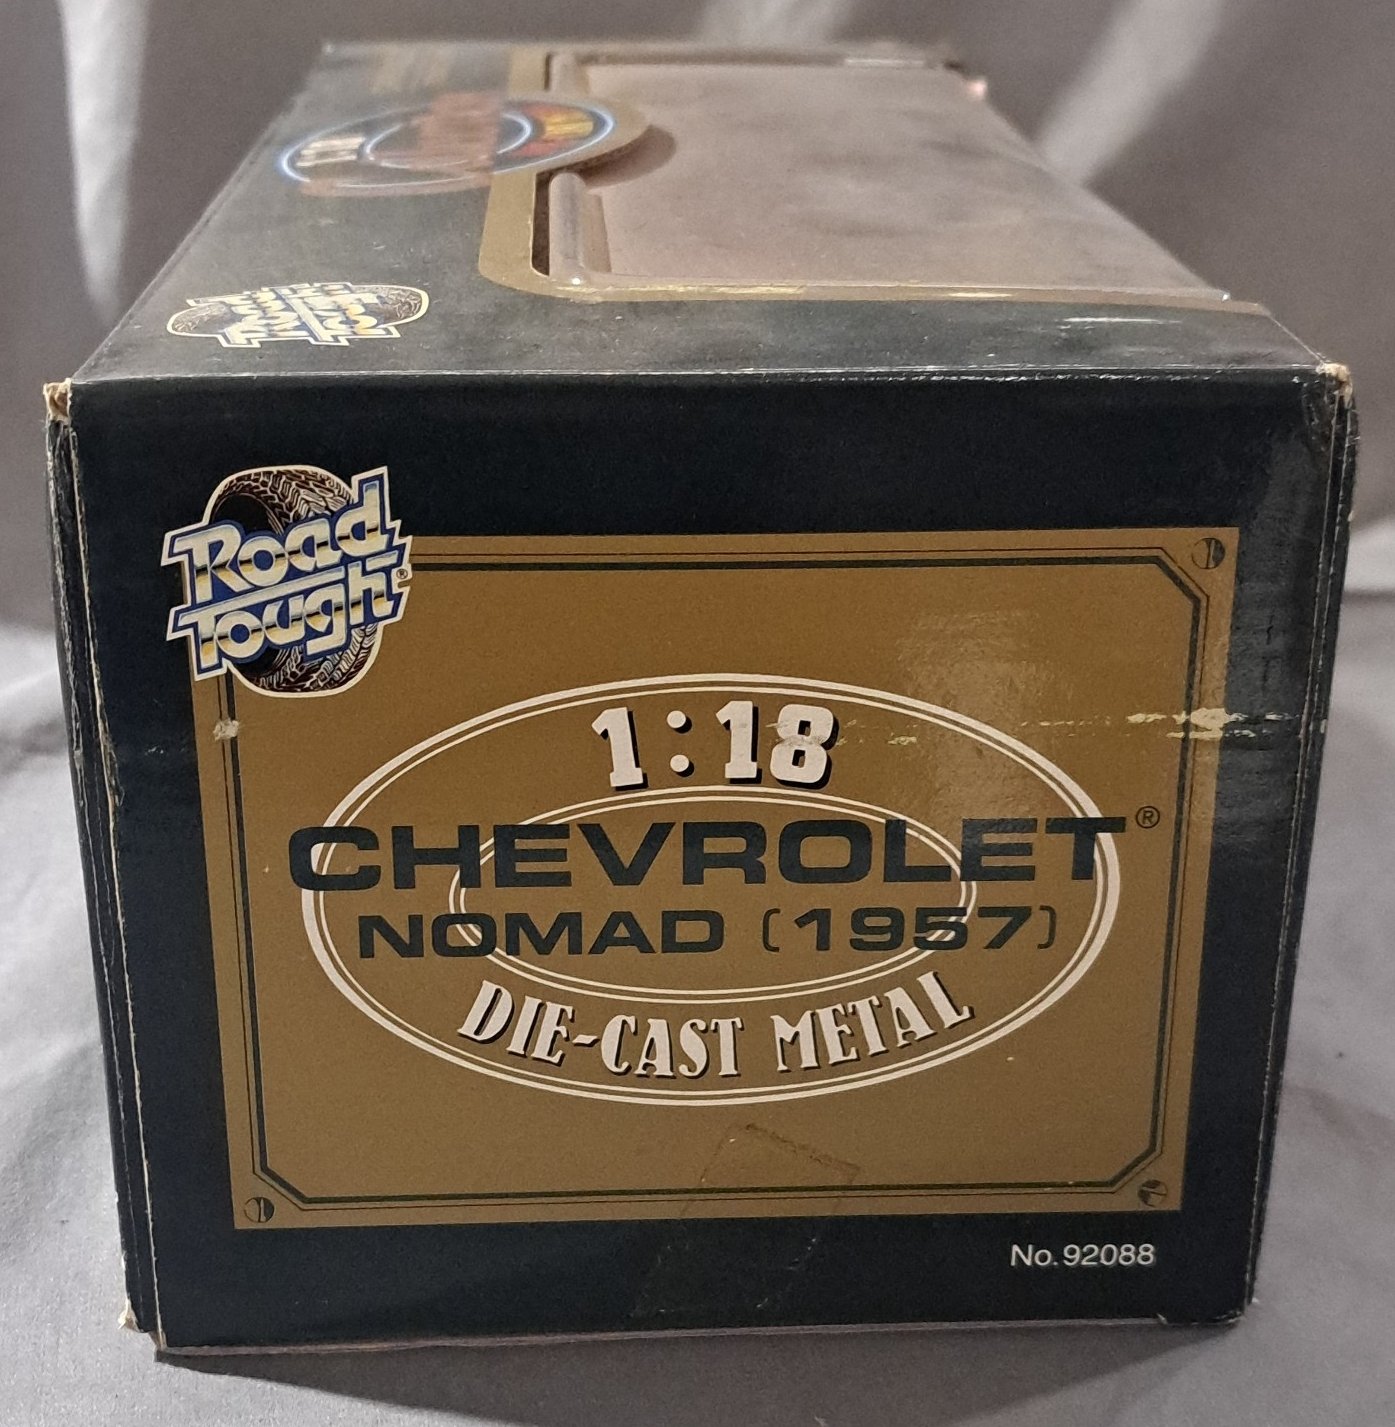 Road
Tough®
1:18
CHEVROLET®
NOMAD (1957)
DIE-CAST METAL
No. 92088